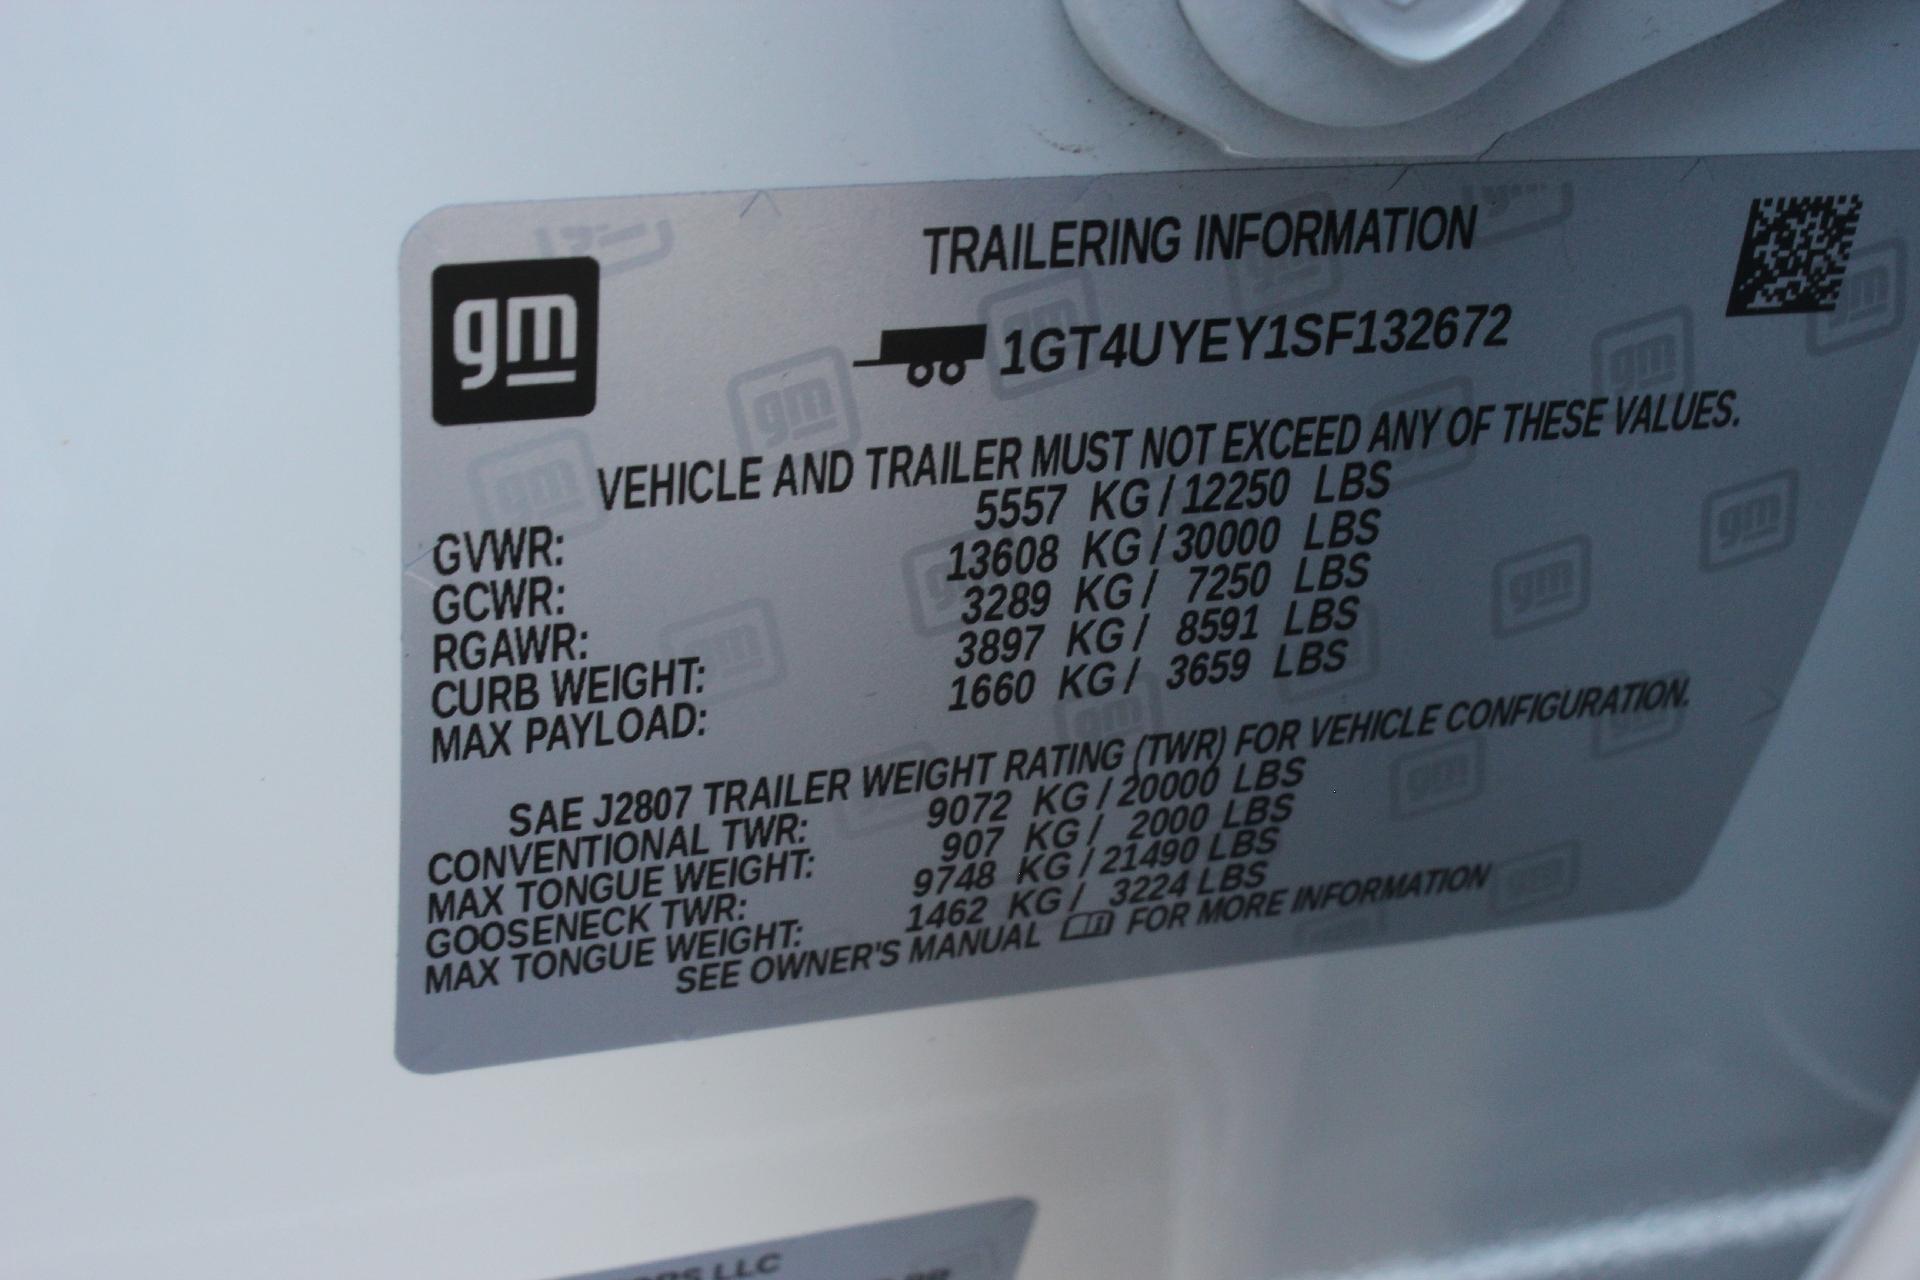 gm
TRAILERING INFORMATION
1GT4UYEY1SF132672
VEHICLE AND TRAILER MUST NOT EXCEED ANY OF THESE VALUES.
GVWR: 5557 KG / 12250 LBS
GCWR: 13608 KG / 30000 LBS
RGAWR: 3289 KG / 7250 LBS
CURB WEIGHT: 3897 KG / 8591 LBS
MAX PAYLOAD: 1660 KG / 3659 LBS
SAE J2807 TRAILER WEIGHT RATING (TWR) FOR VEHICLE CONFIGURATION.
CONVENTIONAL TWR: 9072 KG / 20000 LBS
MAX TONGUE WEIGHT: 907 KG / 2000 LBS
GOOSENECK TWR: 9748 KG / 21490 LBS
MAX TONGUE WEIGHT: 1462 KG / 3224 LBS
SEE OWNER'S MANUAL FOR MORE INFORMATION
LLC